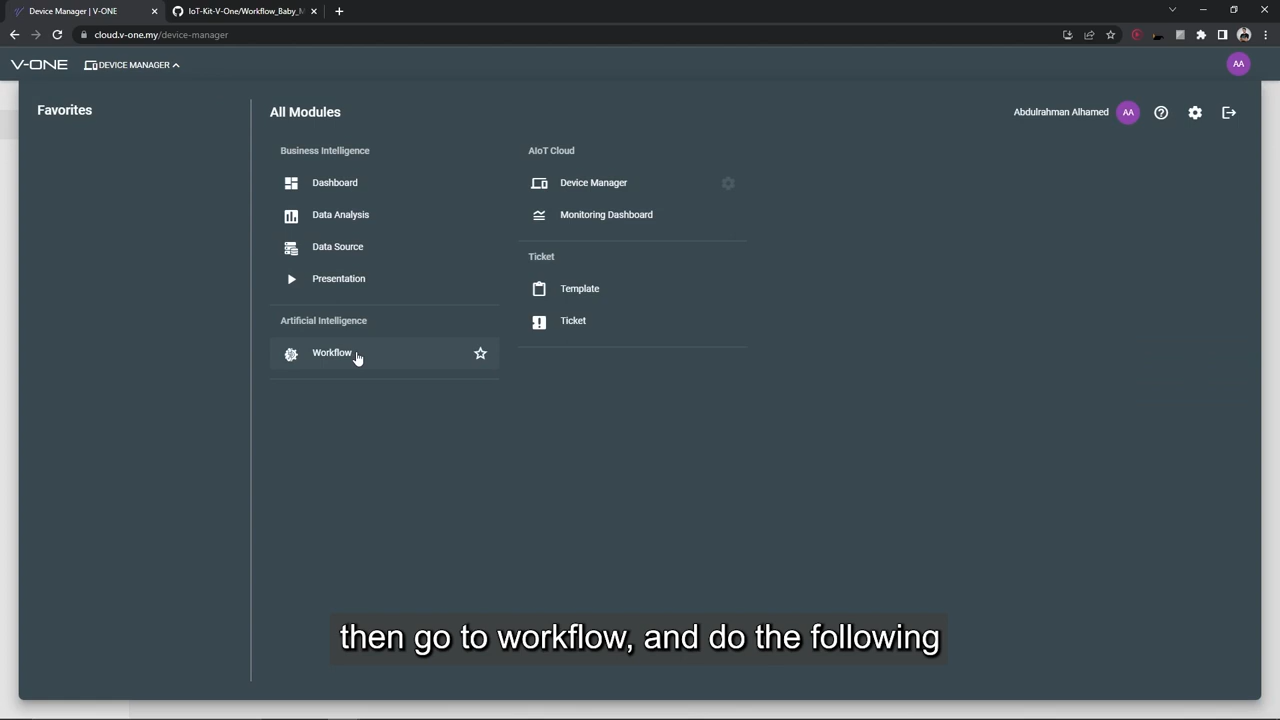 Device Manager | V-ONE
IoT-Kit-V-One/Workflow_Baby_M
cloud.v-one.my/device-manager
V-ONE
DEVICE MANAGER
AA
Favorites
All Modules
Abdulrahman Alhamed
AA
Business Intelligence
Dashboard
Data Analysis
Data Source
Presentation
Artificial Intelligence
Workflow
AIoT Cloud
Device Manager
Monitoring Dashboard
Ticket
Template
Ticket
then go to workflow, and do the following